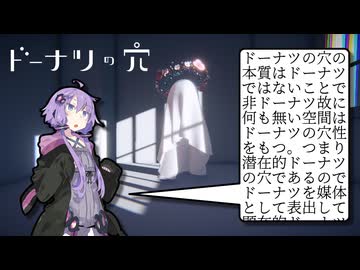 ドーナツの穴
ドーナツの穴の
本質はドーナツ
ではないことで
非ドーナツ故に
何も無い空間は
ドーナツの穴性
をもつ。つまり
潜在的ドーナツ
の穴であるので
ドーナツを媒体
として表出して